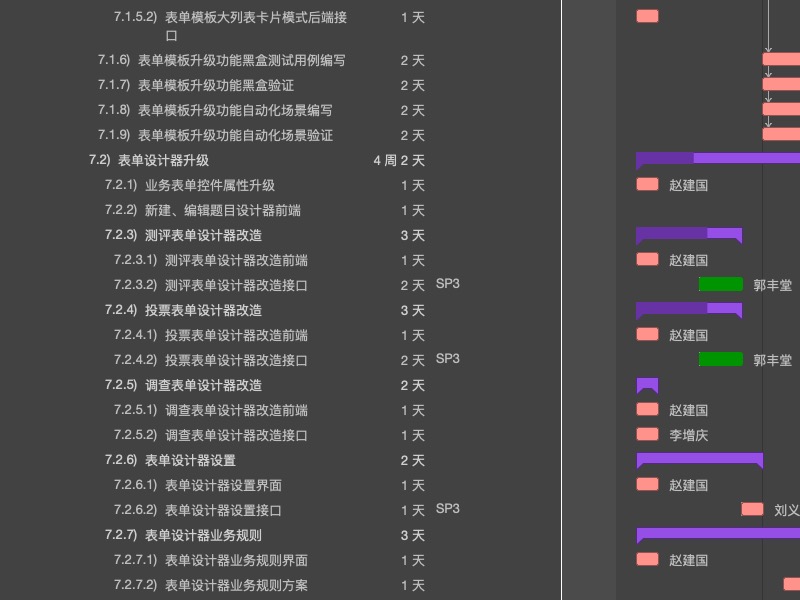 7.1.5.2) 表单模板大列表卡片模式后端接 1 天
口
7.1.6) 表单模板升级功能黑盒测试用例编写 2 天
7.1.7) 表单模板升级功能黑盒验证 2 天
7.1.8) 表单模板升级功能自动化场景编写 2 天
7.1.9) 表单模板升级功能自动化场景验证 2 天
7.2) 表单设计器升级 4 周 2 天
7.2.1) 业务表单控件属性升级 1 天 赵建国
7.2.2) 新建、编辑题目设计器前端 1 天
7.2.3) 测评表单设计器改造 3 天
7.2.3.1) 测评表单设计器改造前端 1 天 赵建国
7.2.3.2) 测评表单设计器改造接口 2 天 SP3 郭丰堂
7.2.4) 投票表单设计器改造 3 天
7.2.4.1) 投票表单设计器改造前端 1 天 赵建国
7.2.4.2) 投票表单设计器改造接口 2 天 SP3 郭丰堂
7.2.5) 调查表单设计器改造 2 天
7.2.5.1) 调查表单设计器改造前端 1 天 赵建国
7.2.5.2) 调查表单设计器改造接口 1 天 李增庆
7.2.6) 表单设计器设置 2 天
7.2.6.1) 表单设计器设置界面 1 天 赵建国
7.2.6.2) 表单设计器设置接口 1 天 SP3 刘义
7.2.7) 表单设计器业务规则 3 天
7.2.7.1) 表单设计器业务规则界面 1 天 赵建国
7.2.7.2) 表单设计器业务规则方案 1 天